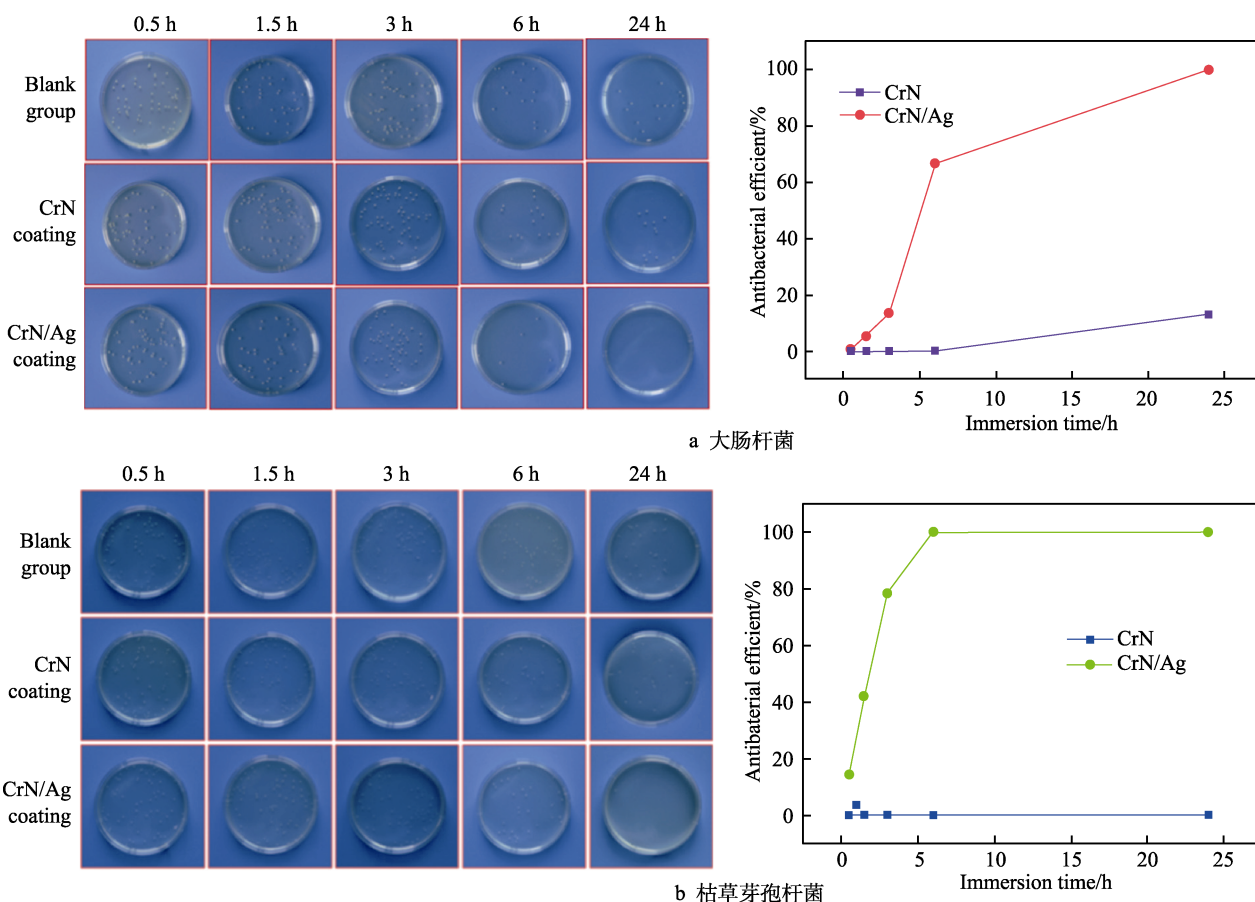 0.5 h 1.5 h 3 h 6 h 24 h
Blank
group
CrN
coating
CrN/Ag
coating
100
80
60
40
20
0
Antibacterial efficient/%
CrN
CrN/Ag
0 5 10 15 20 25
Immersion time/h
a 大肠杆菌
0.5 h 1.5 h 3 h 6 h 24 h
Blank
group
CrN
coating
CrN/Ag
coating
100
80
60
40
20
0
Antibaterial efficient/%
CrN
CrN/Ag
0 5 10 15 20 25
Immersion time/h
b 枯草芽孢杆菌